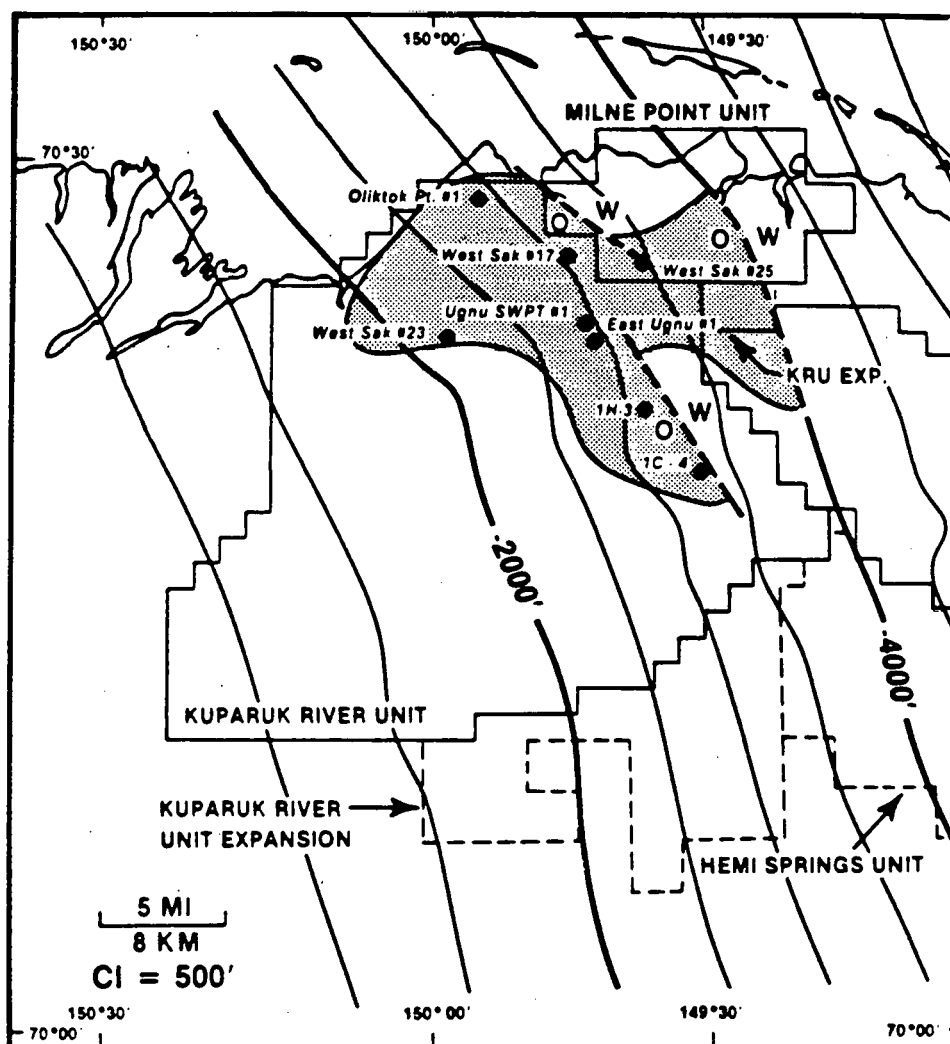 150°30'
150°00'
149°30'
MILNE POINT UNIT
70°30'
Oliktok Pt. #1
O
W
O
W
West Sak #17
West Sak #25
Ugnu SWPT #1
East Ugnu #1
West Sak #23
KRU EXP.
1H-3
W
O
1C-4
-2000'
-4000'
KUPARUK RIVER UNIT
KUPARUK RIVER
UNIT EXPANSION
HEMI SPRINGS UNIT
5 MI
8 KM
CI = 500'
150°30'
150°00'
149°30'
70°00'
70°00'